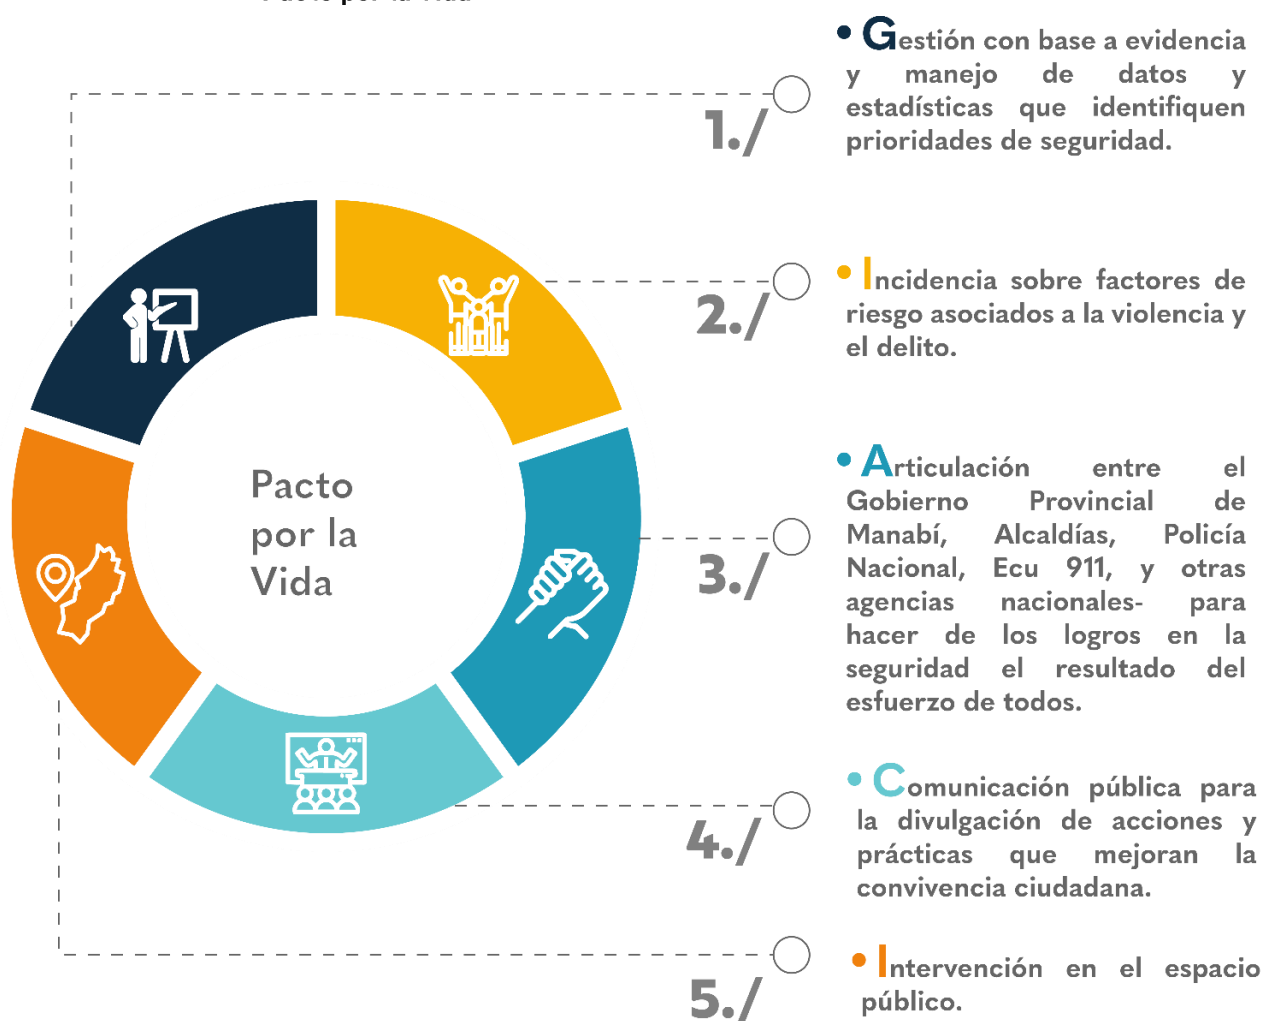 • Gestión con base a evidencia
y manejo de datos y
estadísticas que identifiquen
prioridades de seguridad.
1./
• Incidencia sobre factores de
riesgo asociados a la violencia y
el delito.
2./
• Articulación entre el
Gobierno Provincial de
Manabí, Alcaldías, Policía
Nacional, Ecu 911, y otras
agencias nacionales- para
hacer de los logros en la
seguridad el resultado del
esfuerzo de todos.
3./
Pacto
por la
Vida
• Comunicación pública para
la divulgación de acciones y
prácticas que mejoran la
convivencia ciudadana.
4./
• Intervención en el espacio
público.
5./